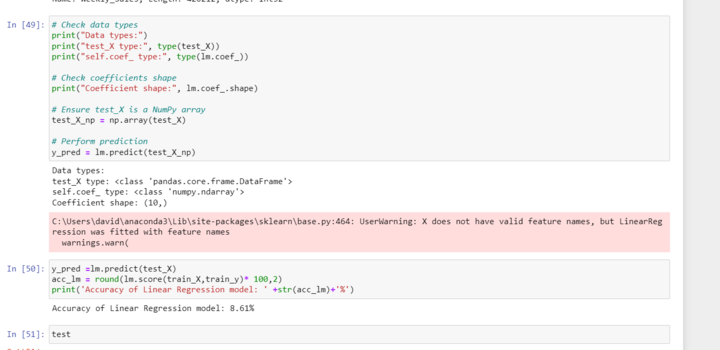 Name: Weekly_Sales, Length: 420212, dtype: int32
In [49]: # Check data types
print("Data types:")
print("test_X type:", type(test_X))
print("self.coef_ type:", type(lm.coef_))
# Check coefficients shape
print("Coefficient shape:", lm.coef_.shape)
# Ensure test_X is a NumPy array
test_X_np = np.array(test_X)
# Perform prediction
y_pred = lm.predict(test_X_np)
Data types:
test_X type: <class 'pandas.core.frame.DataFrame'>
self.coef_ type: <class 'numpy.ndarray'>
Coefficient shape: (10,)
C:\Users\david\anaconda3\Lib\site-packages\sklearn\base.py:464: UserWarning: X does not have valid feature names, but LinearReg
ression was fitted with feature names
warnings.warn(
In [50]: y_pred =lm.predict(test_X)
acc_lm = round(lm.score(train_X,train_y)* 100,2)
print('Accuracy of Linear Regression model: ' +str(acc_lm)+'%')
Accuracy of Linear Regression model: 8.61%
In [51]: test